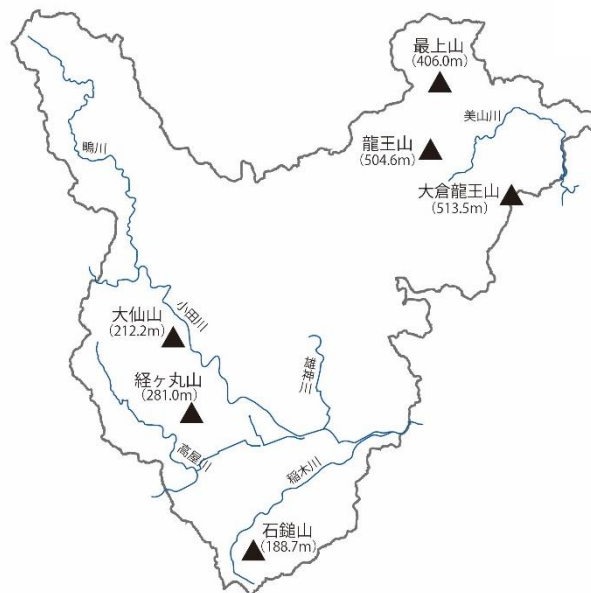 最上山
(406.0m)
美山川
龍王山
(504.6m)
大倉龍王山
(513.5m)
鴫川
小田川
大仙山
(212.2m)
雄神川
経ヶ丸山
(281.0m)
高屋川
稲木川
石鎚山
(188.7m)